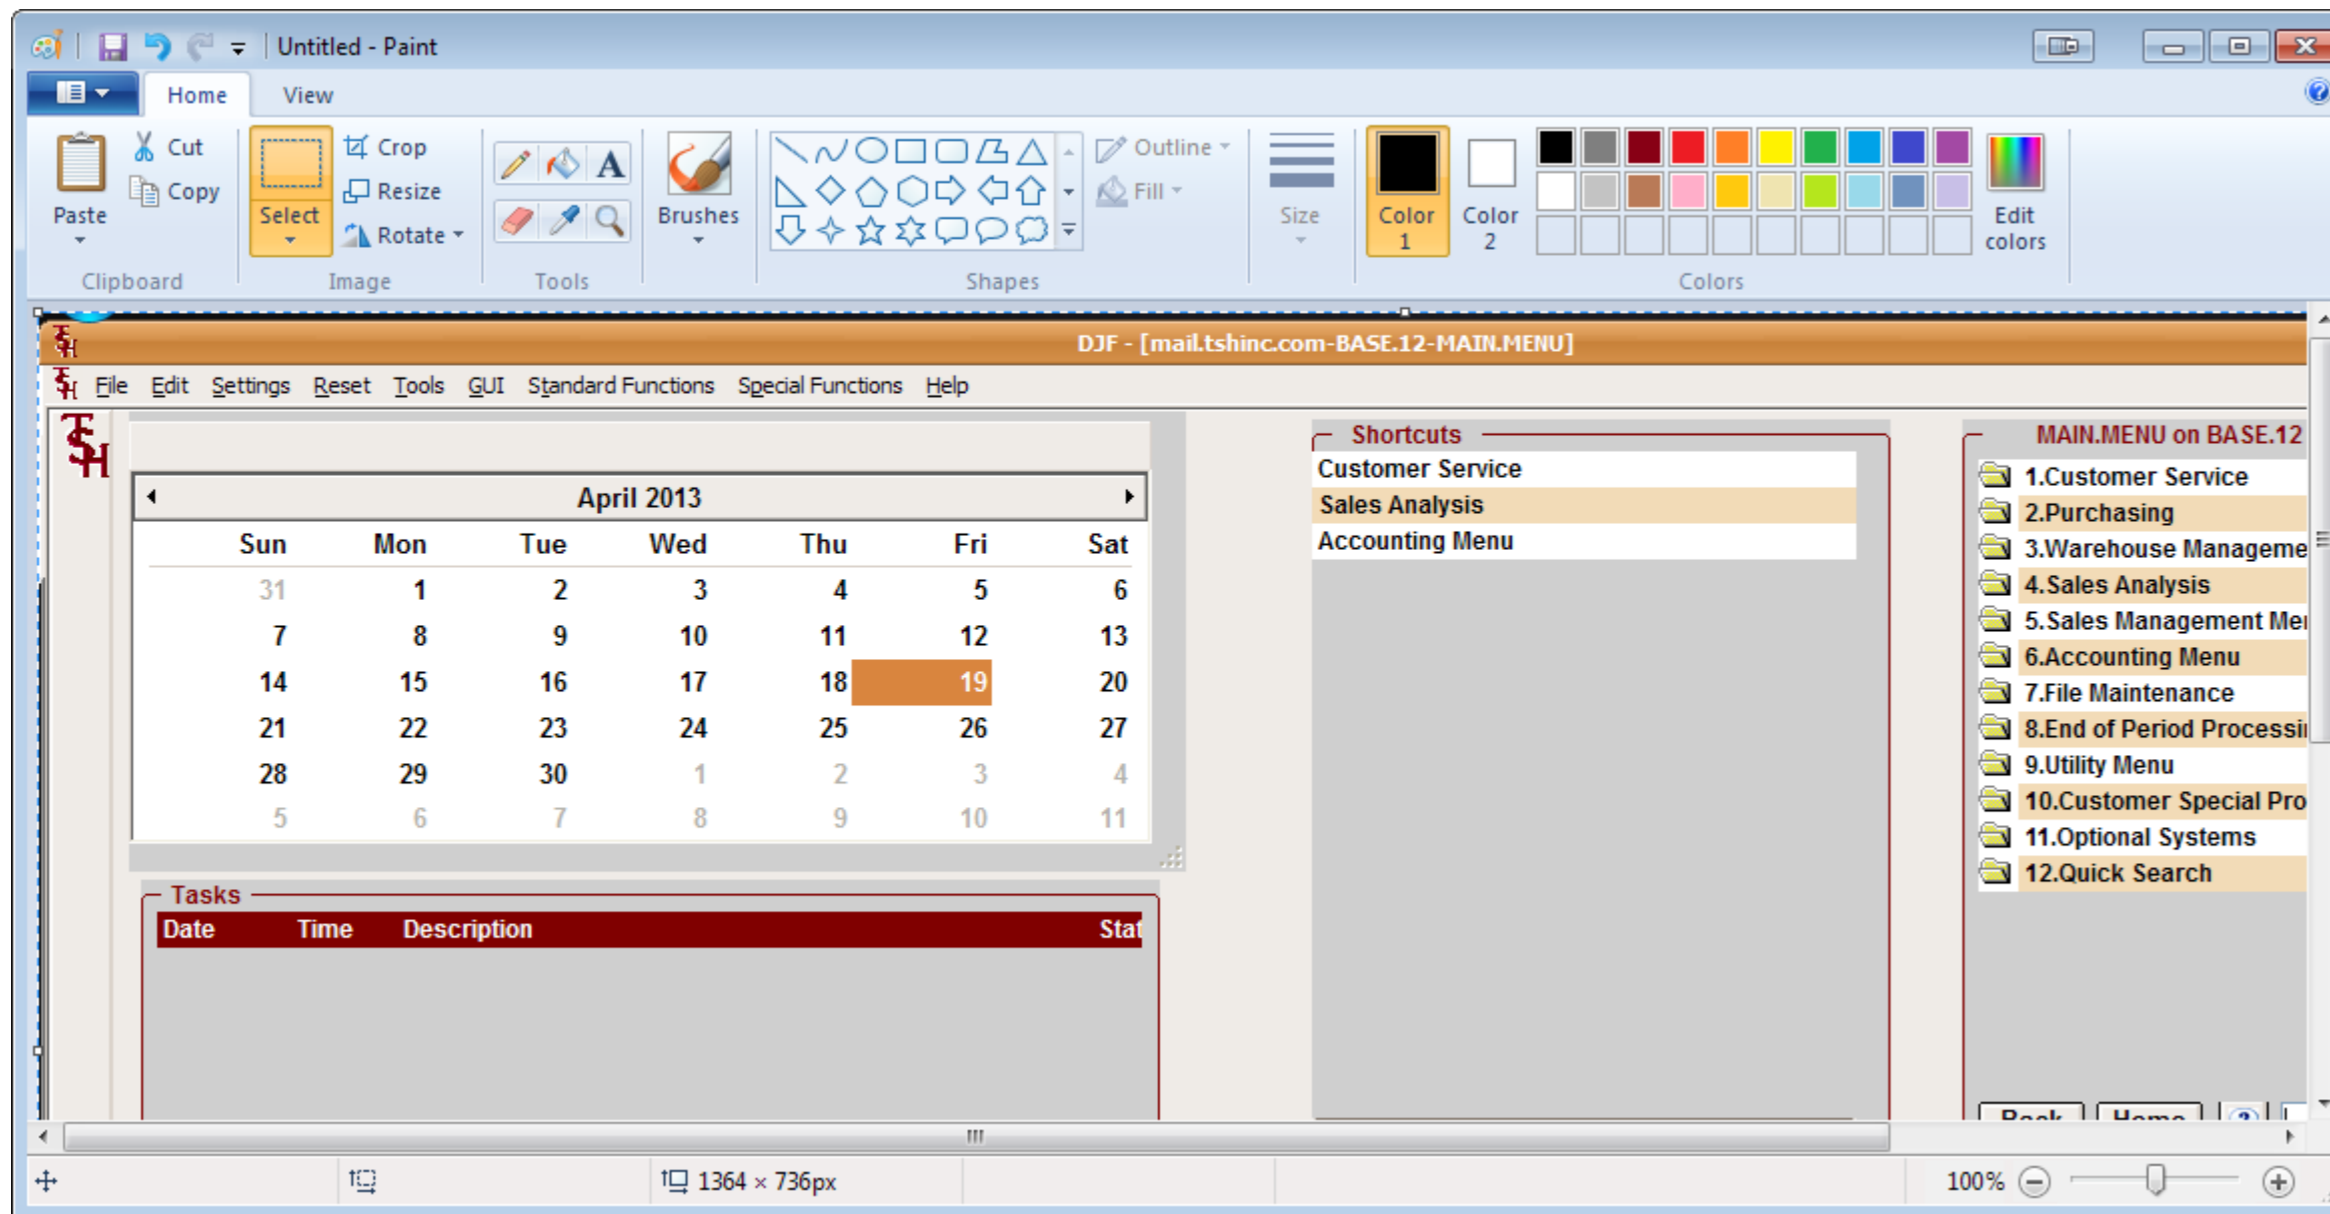 Untitled - Paint
Home View
Cut
Copy
Paste
Clipboard
Select
Crop
Resize
Rotate
Image
A
Tools
Brushes
Shapes
Outline
Fill
Size
Color 1
Color 2
Edit colors
Colors
TSH
DJF - [mail.tshinc.com-BASE.12-MAIN.MENU]
TSH File Edit Settings Reset Tools GUI Standard Functions Special Functions Help
TSH
April 2013
Sun Mon Tue Wed Thu Fri Sat
31 1 2 3 4 5 6
7 8 9 10 11 12 13
14 15 16 17 18 19 20
21 22 23 24 25 26 27
28 29 30 1 2 3 4
5 6 7 8 9 10 11
Tasks
Date Time Description Stat
Shortcuts
Customer Service
Sales Analysis
Accounting Menu
MAIN.MENU on BASE.12
1.Customer Service
2.Purchasing
3.Warehouse Manageme
4.Sales Analysis
5.Sales Management Me
6.Accounting Menu
7.File Maintenance
8.End of Period Processi
9.Utility Menu
10.Customer Special Pro
11.Optional Systems
12.Quick Search
Back Home ?
1364 × 736px
100%